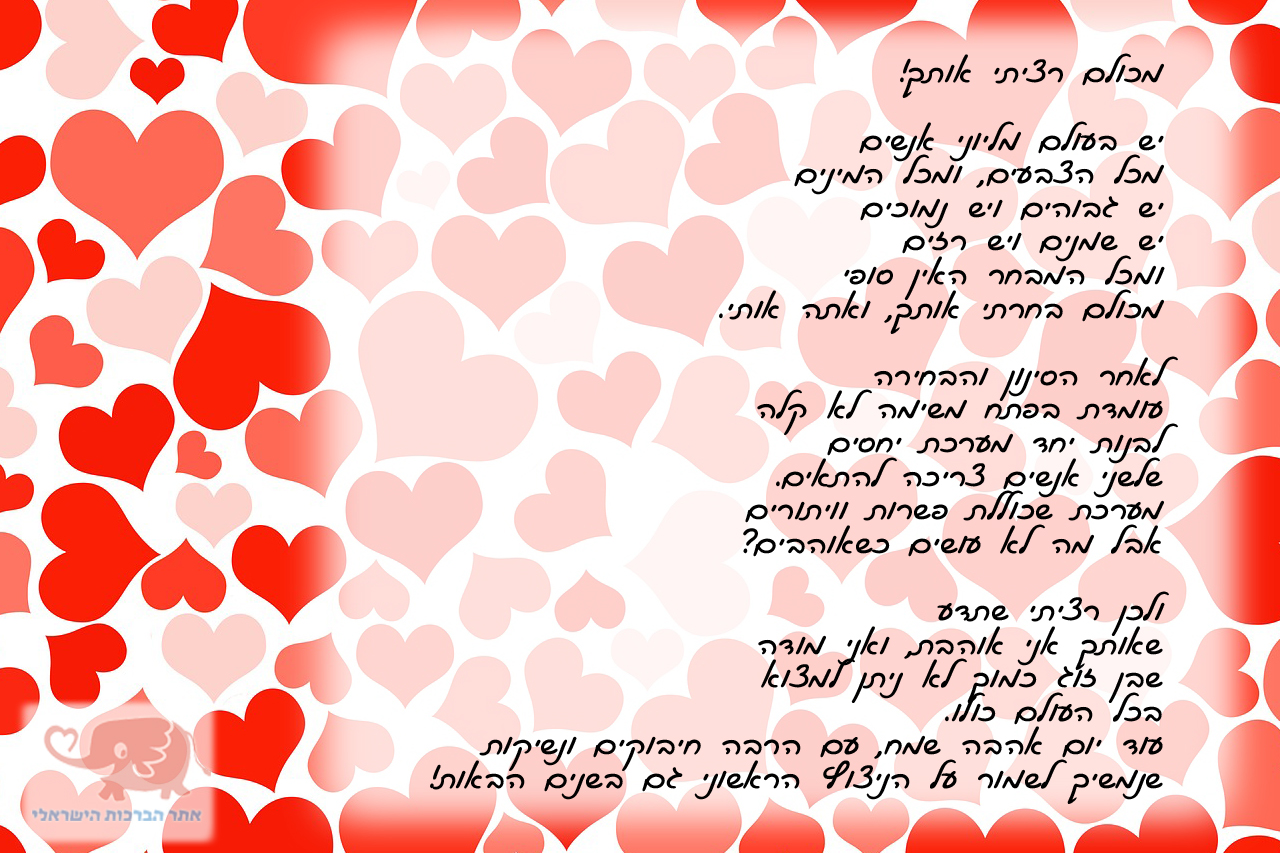 מכולם רציתי אותך!
יש בעולם מליוני אנשים
מכל הצבעים, ומכל המינים
יש גבוהים ויש נמוכים
יש שמנים ויש רזים
ומכל המבחר האין סופי
מכולם בחרתי אותך, ואתה אותי.
לאחר הסינון והבחירה
עומדת בפתח משימה לא קלה
לבנות יחד מערכת יחסים
שלשני אנשים צריכה להתאים.
מערכת שכוללת פשרות וויתורים
אבל מה לא עושים כשאוהבים?
ולכן רציתי שתדע
שאותך אני אוהבת, ואני מודה
שבן זוג כמוך לא ניתן למצוא
בכל העולם כולו.
עוד יום אהבה שמח, עם הרבה חיבוקים ונשיקות
שנמשיך לשמור על הניצוץ הראשוני גם בשנים הבאות!
אתר הברכות הישראלי